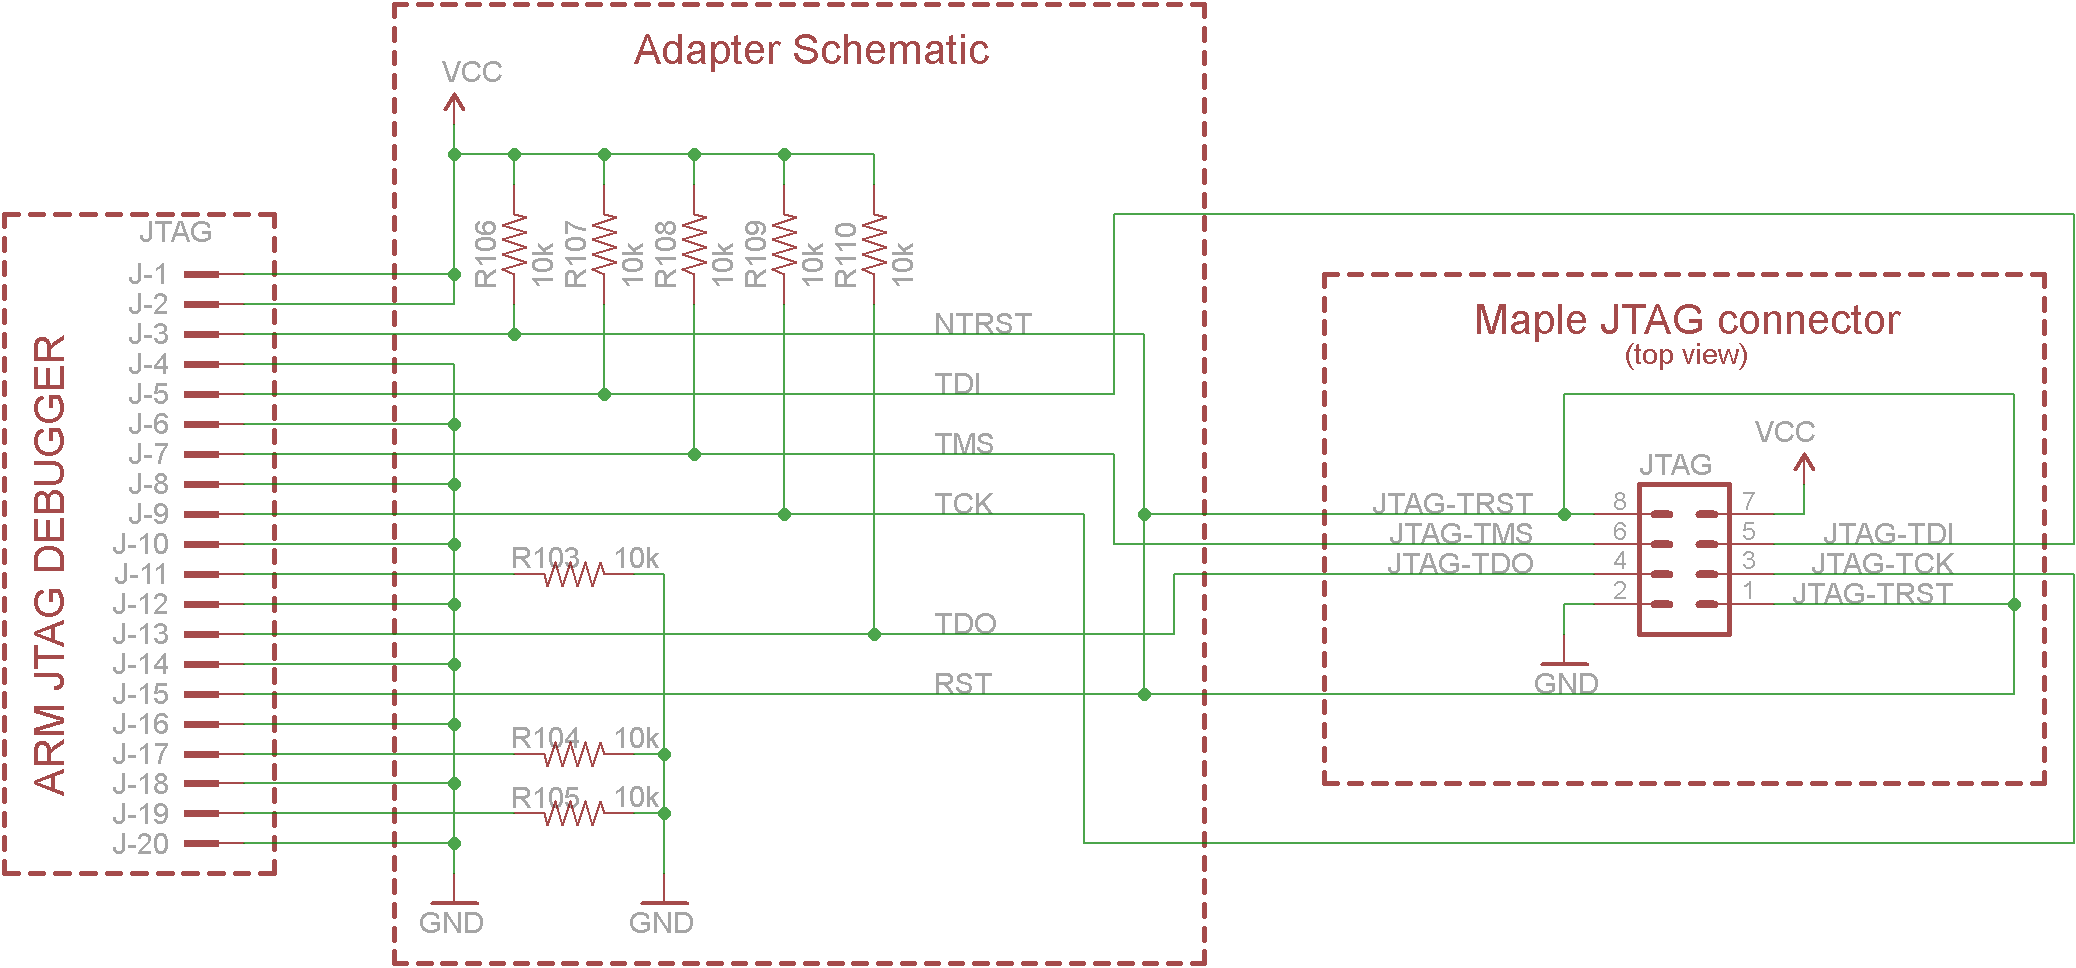 Adapter Schematic
VCC
R106
10k
R107
10k
R108
10k
R109
10k
R110
10k
ARM JTAG DEBUGGER
JTAG
J-1
J-2
J-3
J-4
J-5
J-6
J-7
J-8
J-9
J-10
J-11
J-12
J-13
J-14
J-15
J-16
J-17
J-18
J-19
J-20
NTRST
TDI
TMS
TCK
R103 10k
TDO
RST
R104 10k
R105 10k
GND
GND
Maple JTAG connector
(top view)
VCC
JTAG
JTAG-TRST 8 7
JTAG-TMS 6 5 JTAG-TDI
JTAG-TDO 4 3 JTAG-TCK
2 1 JTAG-TRST
GND